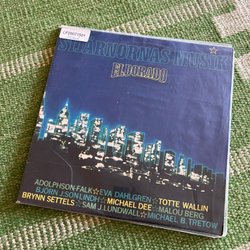 STJÄRNORNAS MUSIK
ELDORADO
ADOLPHSON-FALK☆EVA DAHLGREN☆TOTTE WALLIN
BJÖRN J:SON LINDH☆MICHAEL DEE☆MALOU BERG
BRYNN SETTELS☆SAM J. LUNDWALL☆MICHAEL B. TRETOW